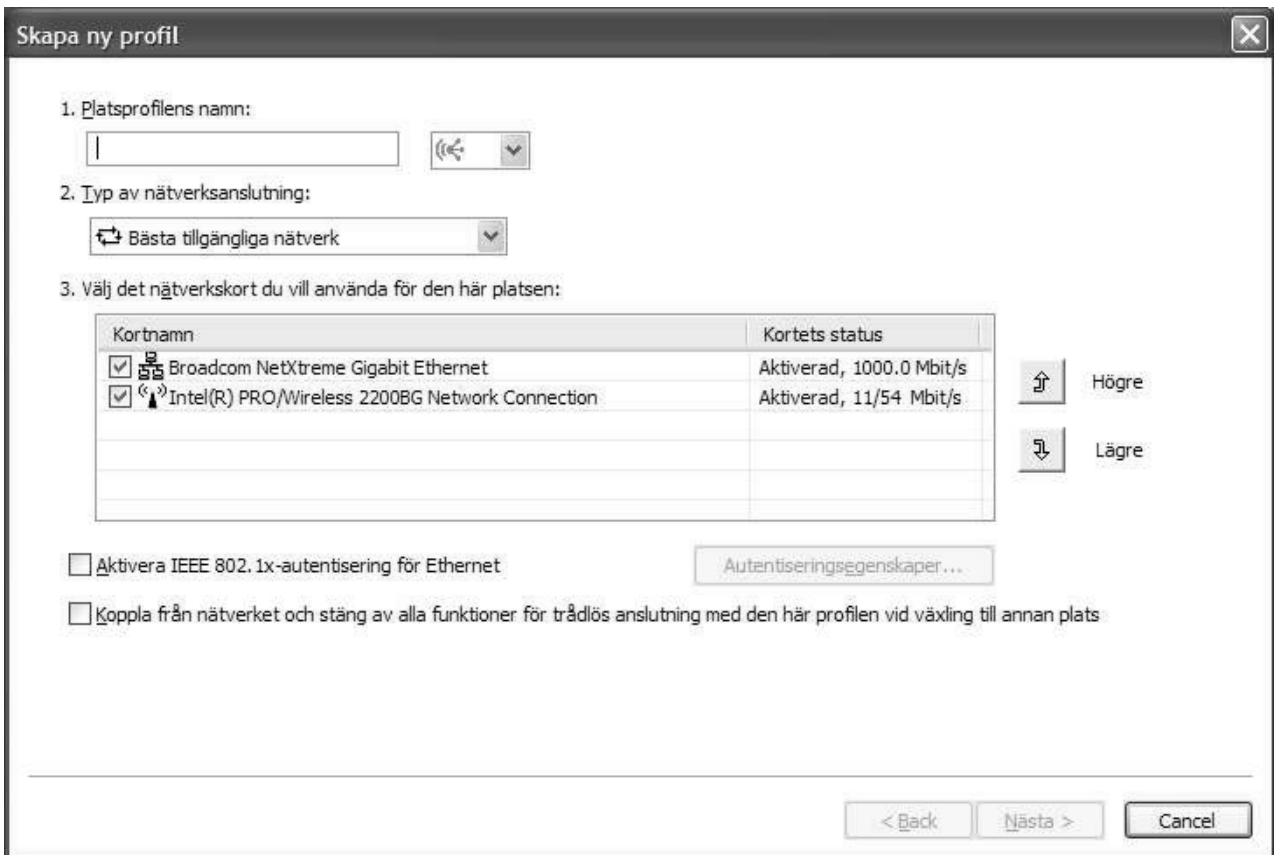 Skapa ny profil
1. Platsprofilens namn:
2. Typ av nätverksanslutning:
Bästa tillgängliga nätverk
3. Välj det nätverkskort du vill använda för den här platsen:
Kortnamn Kortets status
Broadcom NetXtreme Gigabit Ethernet Aktiverad, 1000.0 Mbit/s
Intel(R) PRO/Wireless 2200BG Network Connection Aktiverad, 11/54 Mbit/s
Högre
Lägre
Aktivera IEEE 802.1x-autentisering för Ethernet Autentiseringsegenskaper...
Koppla från nätverket och stäng av alla funktioner för trådlös anslutning med den här profilen vid växling till annan plats
< Back Nästa > Cancel